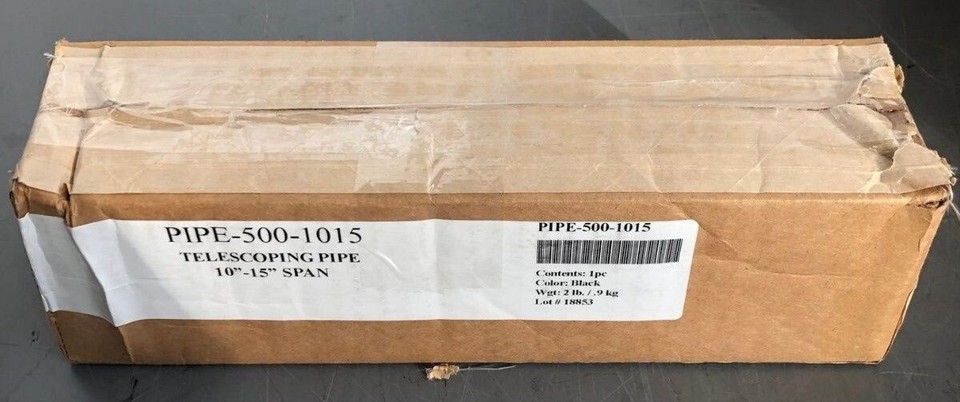 PIPE-500-1015
TELESCOPING PIPE
10"-15" SPAN
PIPE-500-1015
Contents: 1pc
Color: Black
Wgt: 2 lb. / .9 kg
Lot # 18853